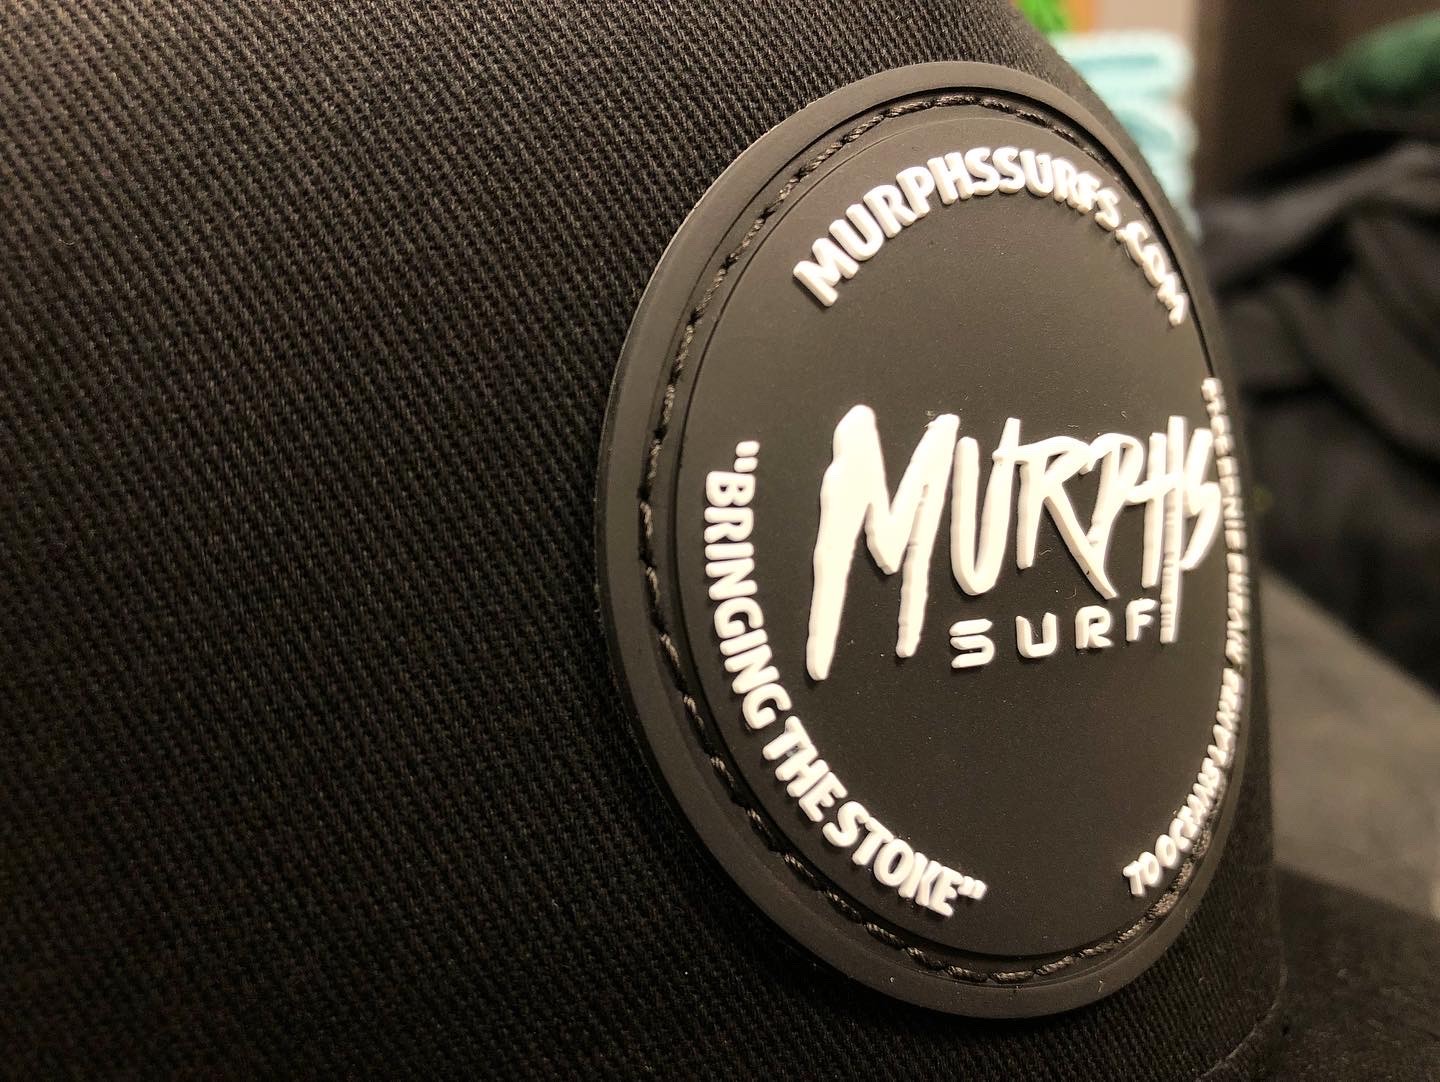 MURPHSSURFS.COM
MURPHS
SURF
"BRINGING THE STOKE"
TO OCEANS LAKES